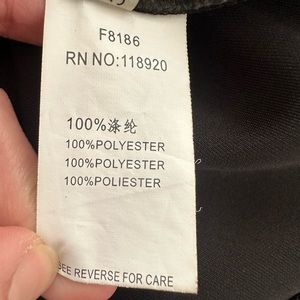 F8186
RN NO:118920
100%涤纶
100%POLYESTER
100%POLYESTER
100%POLIESTER
SEE REVERSE FOR CARE